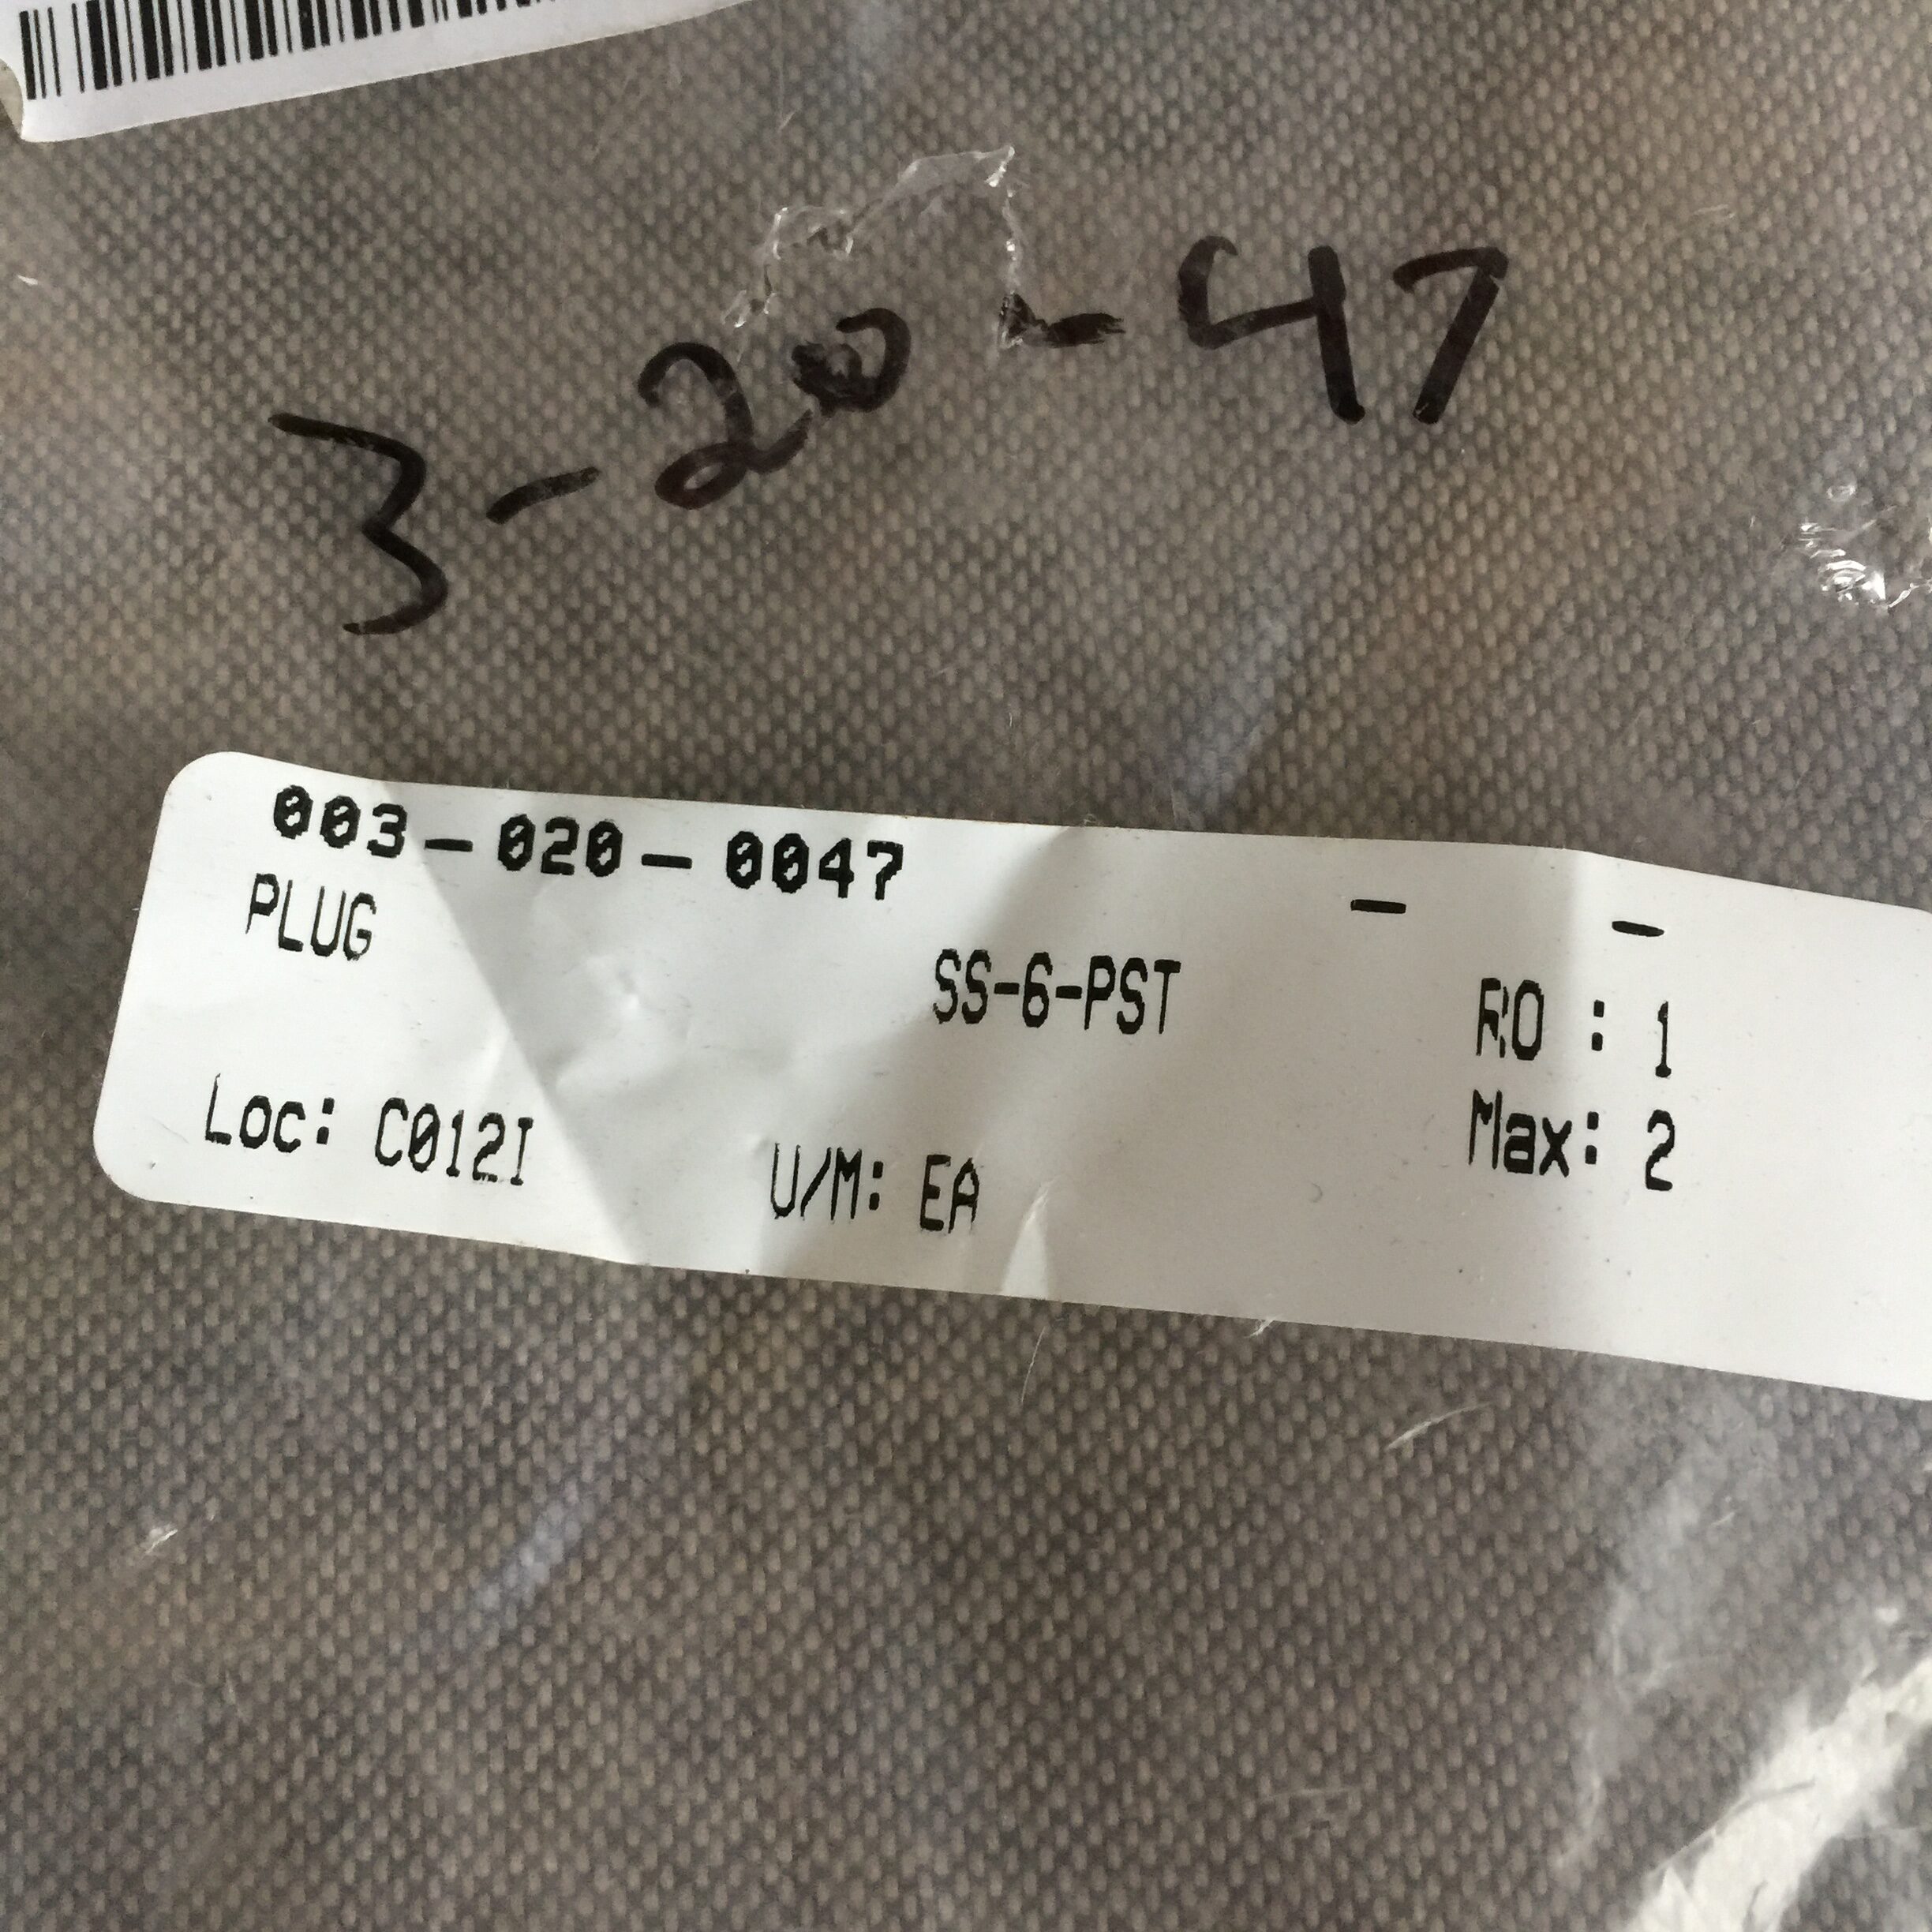 3-20-47
003-020-0047 - -
PLUG SS-6-PST RO : 1
Loc: C012I U/M: EA Max: 2